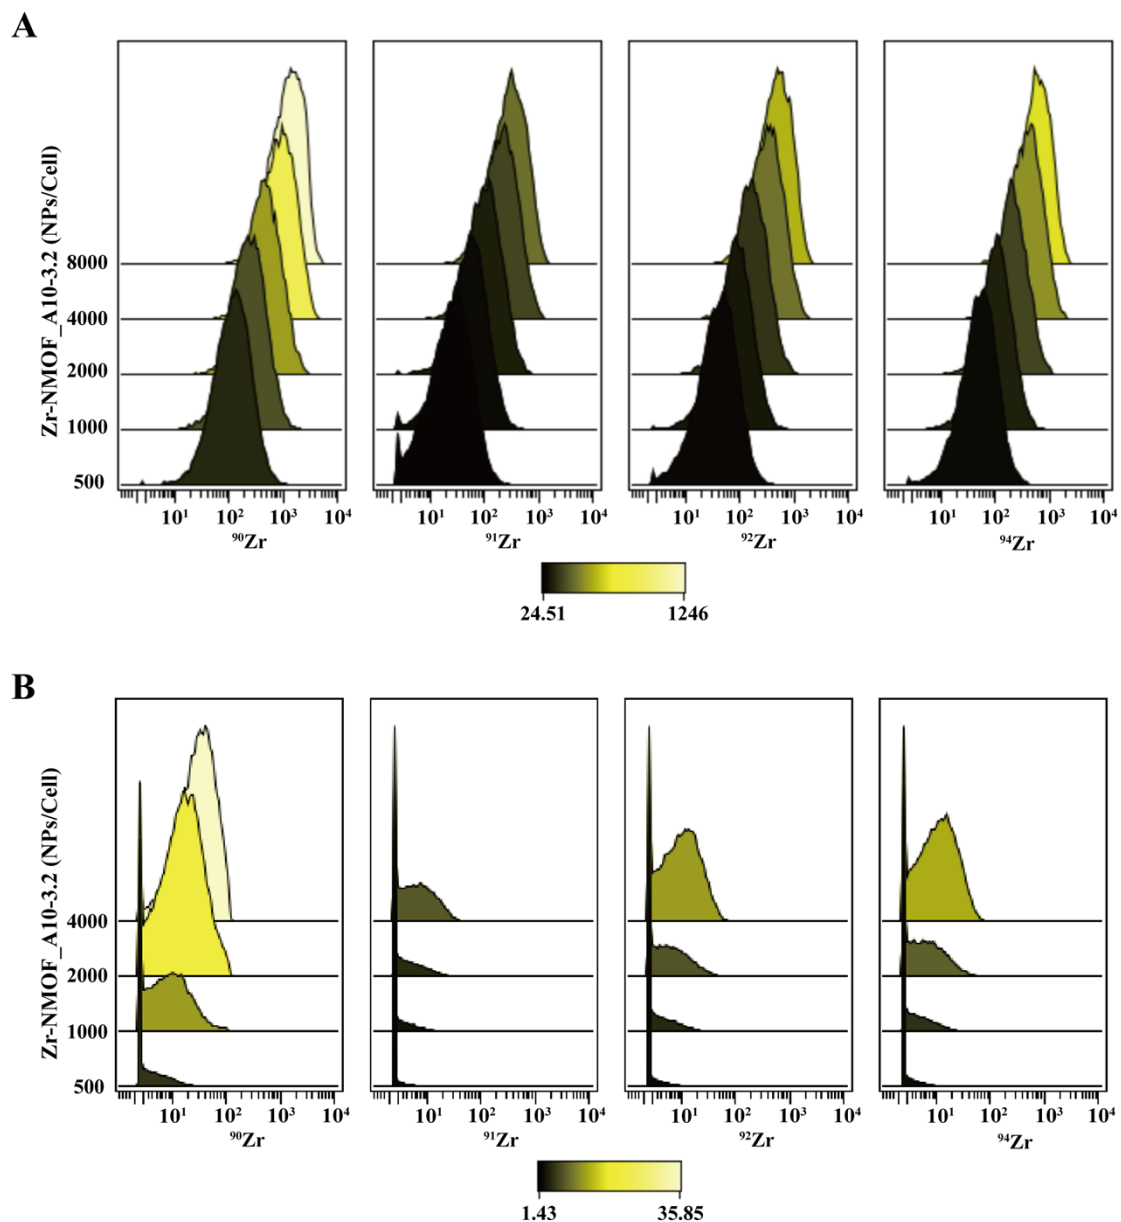 A
Zr-NMOF_A10-3.2 (NPs/Cell)
8000
4000
2000
1000
500
10¹ 10² 10³ 10⁴ 10¹ 10² 10³ 10⁴ 10¹ 10² 10³ 10⁴ 10¹ 10² 10³ 10⁴
⁹⁰Zr ⁹¹Zr ⁹²Zr ⁹⁴Zr
24.51 1246
B
Zr-NMOF_A10-3.2 (NPs/Cell)
4000
2000
1000
500
10¹ 10² 10³ 10⁴ 10¹ 10² 10³ 10⁴ 10¹ 10² 10³ 10⁴ 10¹ 10² 10³ 10⁴
⁹⁰Zr ⁹¹Zr ⁹²Zr ⁹⁴Zr
1.43 35.85